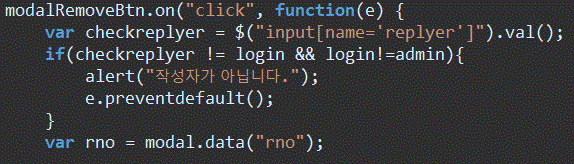 modalRemoveBtn.on("click", function(e) {
var checkreplyer = $("input[name='replyer']").val();
if(checkreplyer != login && login!=admin){
alert("작성자가 아닙니다.");
e.preventdefault();
}
var rno = modal.data("rno");